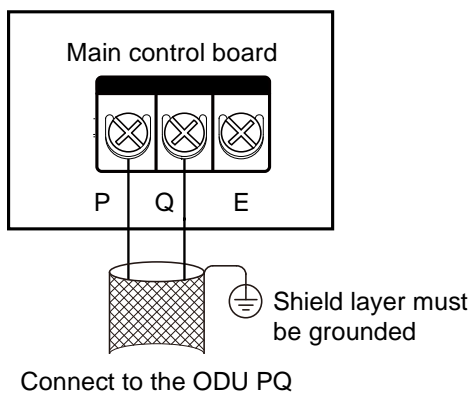 Main control board
P Q E
Shield layer must
be grounded
Connect to the ODU PQ